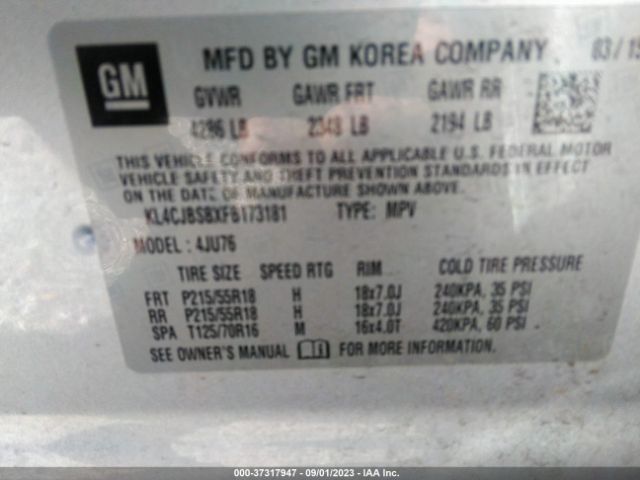 GM
MFD BY GM KOREA COMPANY 03/15
GVWR GAWR FRT GAWR RR
4296 LB 2343 LB 2194 LB
THIS VEHICLE CONFORMS TO ALL APPLICABLE U.S. FEDERAL MOTOR
VEHICLE SAFETY AND THEFT PREVENTION STANDARDS IN EFFECT
ON THE DATE OF MANUFACTURE SHOWN ABOVE.
KL4CJBSBXFB173181 TYPE: MPV
MODEL: 4JU76
TIRE SIZE SPEED RTG RIM COLD TIRE PRESSURE
FRT P215/55R18 H 18x7.0J 240KPA, 35 PSI
RR P215/55R18 H 18x7.0J 240KPA, 35 PSI
SPA T125/70R16 M 16x4.0T 420KPA, 60 PSI
SEE OWNER'S MANUAL FOR MORE INFORMATION.
000-37317947 - 09/01/2023 - IAA Inc.